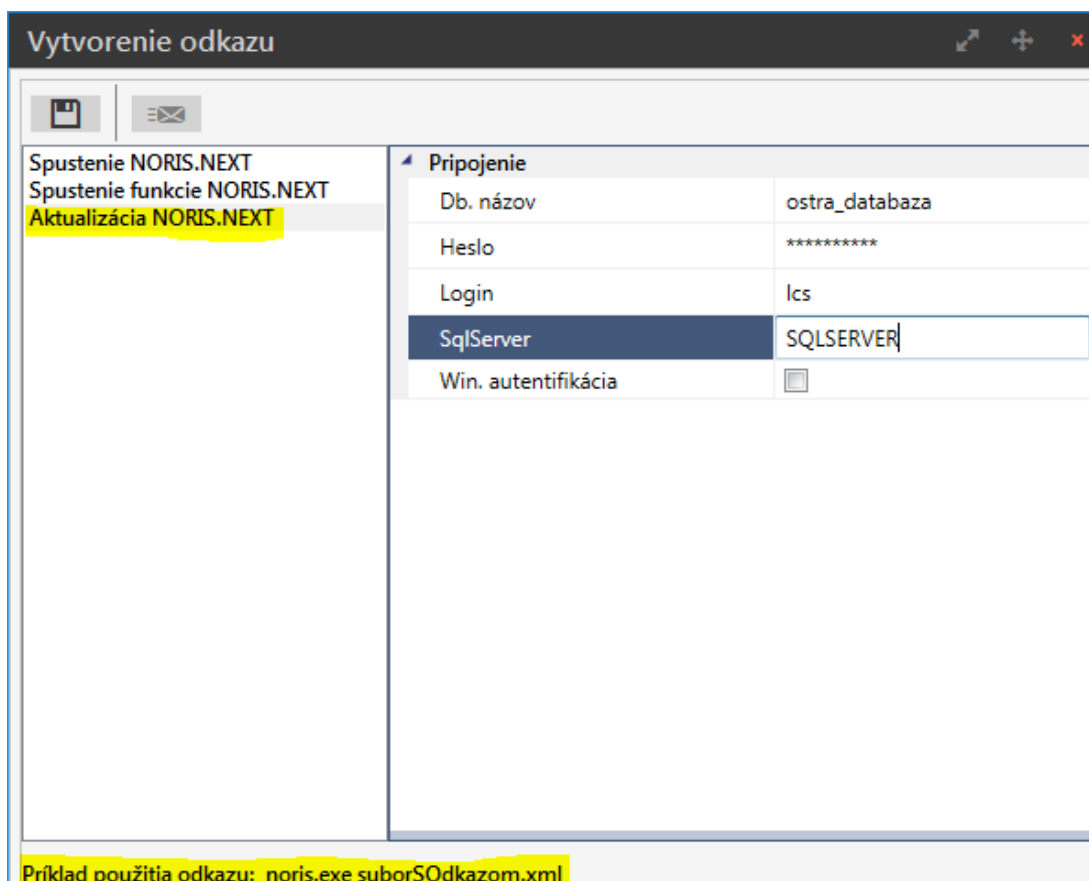 Vytvorenie odkazu
Spustenie NORIS.NEXT
Spustenie funkcie NORIS.NEXT
Aktualizácia NORIS.NEXT
Pripojenie
Db. názov ostra_databaza
Heslo **********
Login lcs
SqlServer SQLSERVER
Win. autentifikácia
Príklad použitia odkazu: noris.exe suborSOdkazom.xml